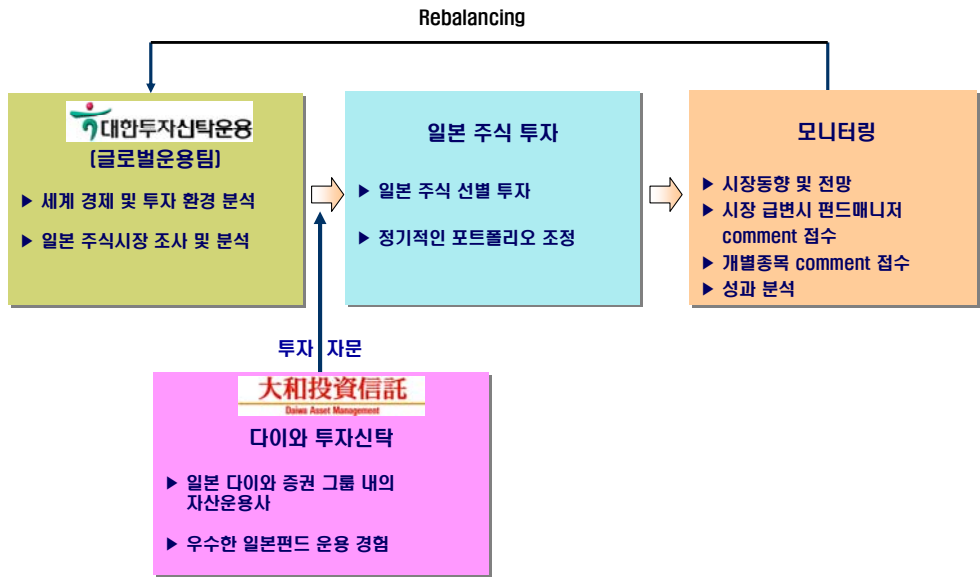 Rebalancing
대한투자신탁운용
(글로벌운용팀)
▶ 세계 경제 및 투자 환경 분석
▶ 일본 주식시장 조사 및 분석
일본 주식 투자
▶ 일본 주식 선별 투자
▶ 정기적인 포트폴리오 조정
모니터링
▶ 시장동향 및 전망
▶ 시장 급변시 펀드매니저
comment 접수
▶ 개별종목 comment 접수
▶ 성과 분석
투자 자문
大和投資信託
Daiwa Asset Management
다이와 투자신탁
▶ 일본 다이와 증권 그룹 내의
자산운용사
▶ 우수한 일본펀드 운용 경험